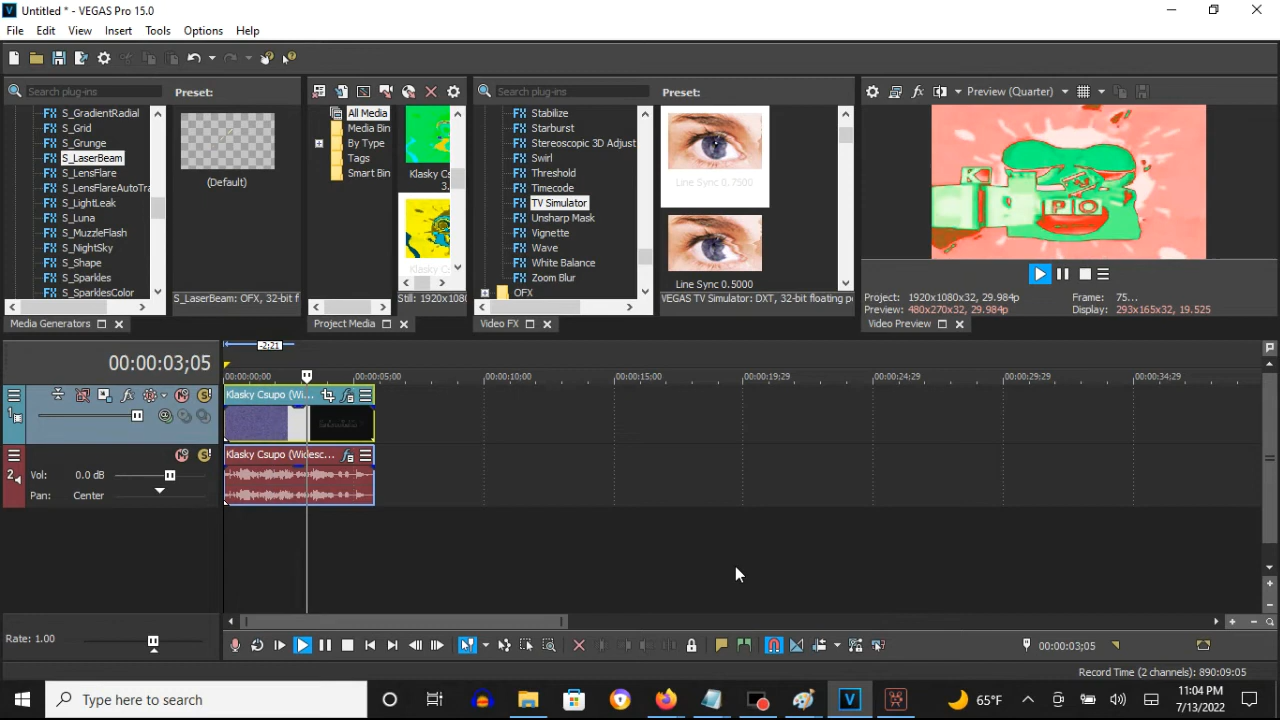 Untitled * - VEGAS Pro 15.0
File Edit View Insert Tools Options Help
Search plug-ins
Preset:
Search plug-ins
Preset:
Preview (Quarter)
S_GradientRadial
S_Grid
S_Grunge
S_LaserBeam
S_LensFlare
S_LensFlareAutoTra
S_LightLeak
S_Luna
S_MuzzleFlash
S_NightSky
S_Shape
S_Sparkles
S_SparklesColor
(Default)
S_LaserBeam: OFX, 32-bit f
Media Generators
All Media
Media Bin
By Type
Tags
Smart Bin
Klasky Cs
3.
Klasky Cs
Still: 1920x1080
Project Media
Stabilize
Starburst
Stereoscopic 3D Adjust
Swirl
Threshold
Timecode
TV Simulator
Unsharp Mask
Vignette
Wave
White Balance
Zoom Blur
OFX
Line Sync 0.7500
Line Sync 0.5000
VEGAS TV Simulator: DXT, 32-bit floating po
Video FX
K
P O
Project: 1920x1080x32, 29.984p
Preview: 480x270x32, 29.984p
Frame: 75...
Display: 293x165x32, 19.525
Video Preview
00:00:03;05
-2;21
00:00:00;00 00:00:05;00 00:00:10;00 00:00:15;00 00:00:19;29 00:00:24;29 00:00:29;29 00:00:34;29
1
Klasky Csupo (Wi...
2
Klasky Csupo (Widesc...
Vol: 0.0 dB
Pan: Center
Rate: 1.00
00:00:03;05
Record Time (2 channels): 890:09:05
Type here to search
65°F
11:04 PM
7/13/2022